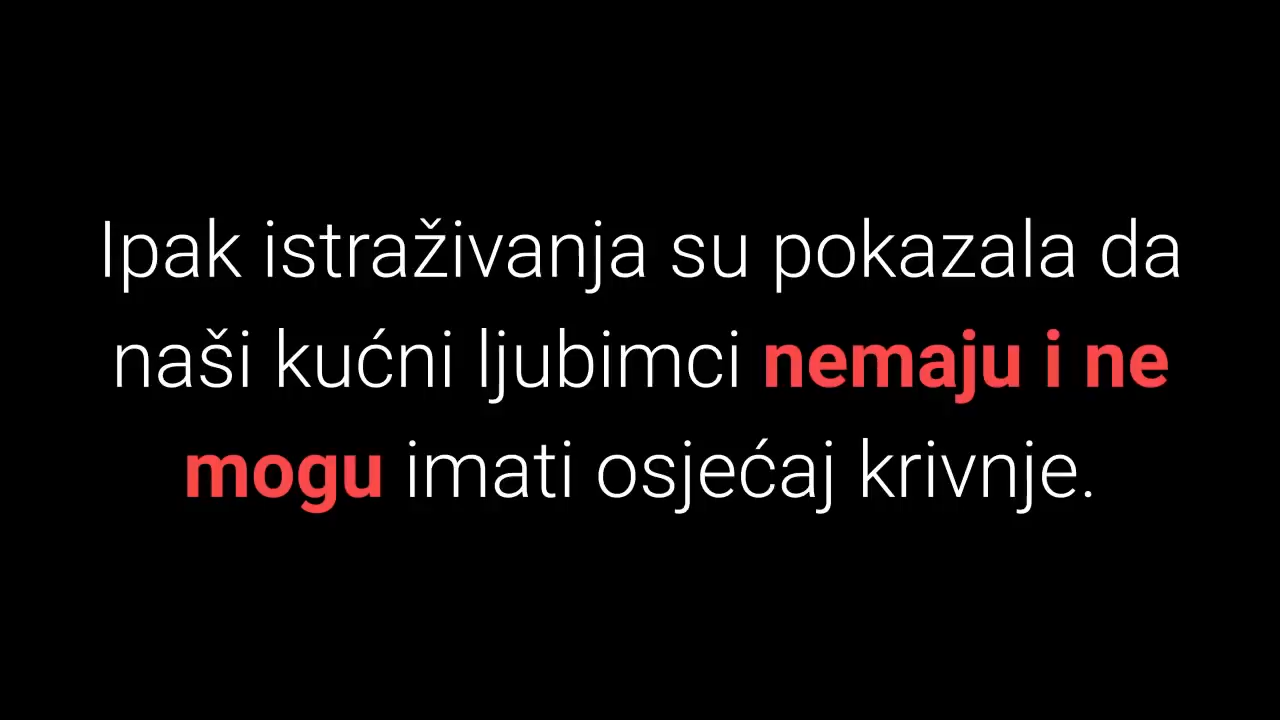 Ipak istraživanja su pokazala da
naši kućni ljubimci nemaju i ne
mogu imati osjećaj krivnje.